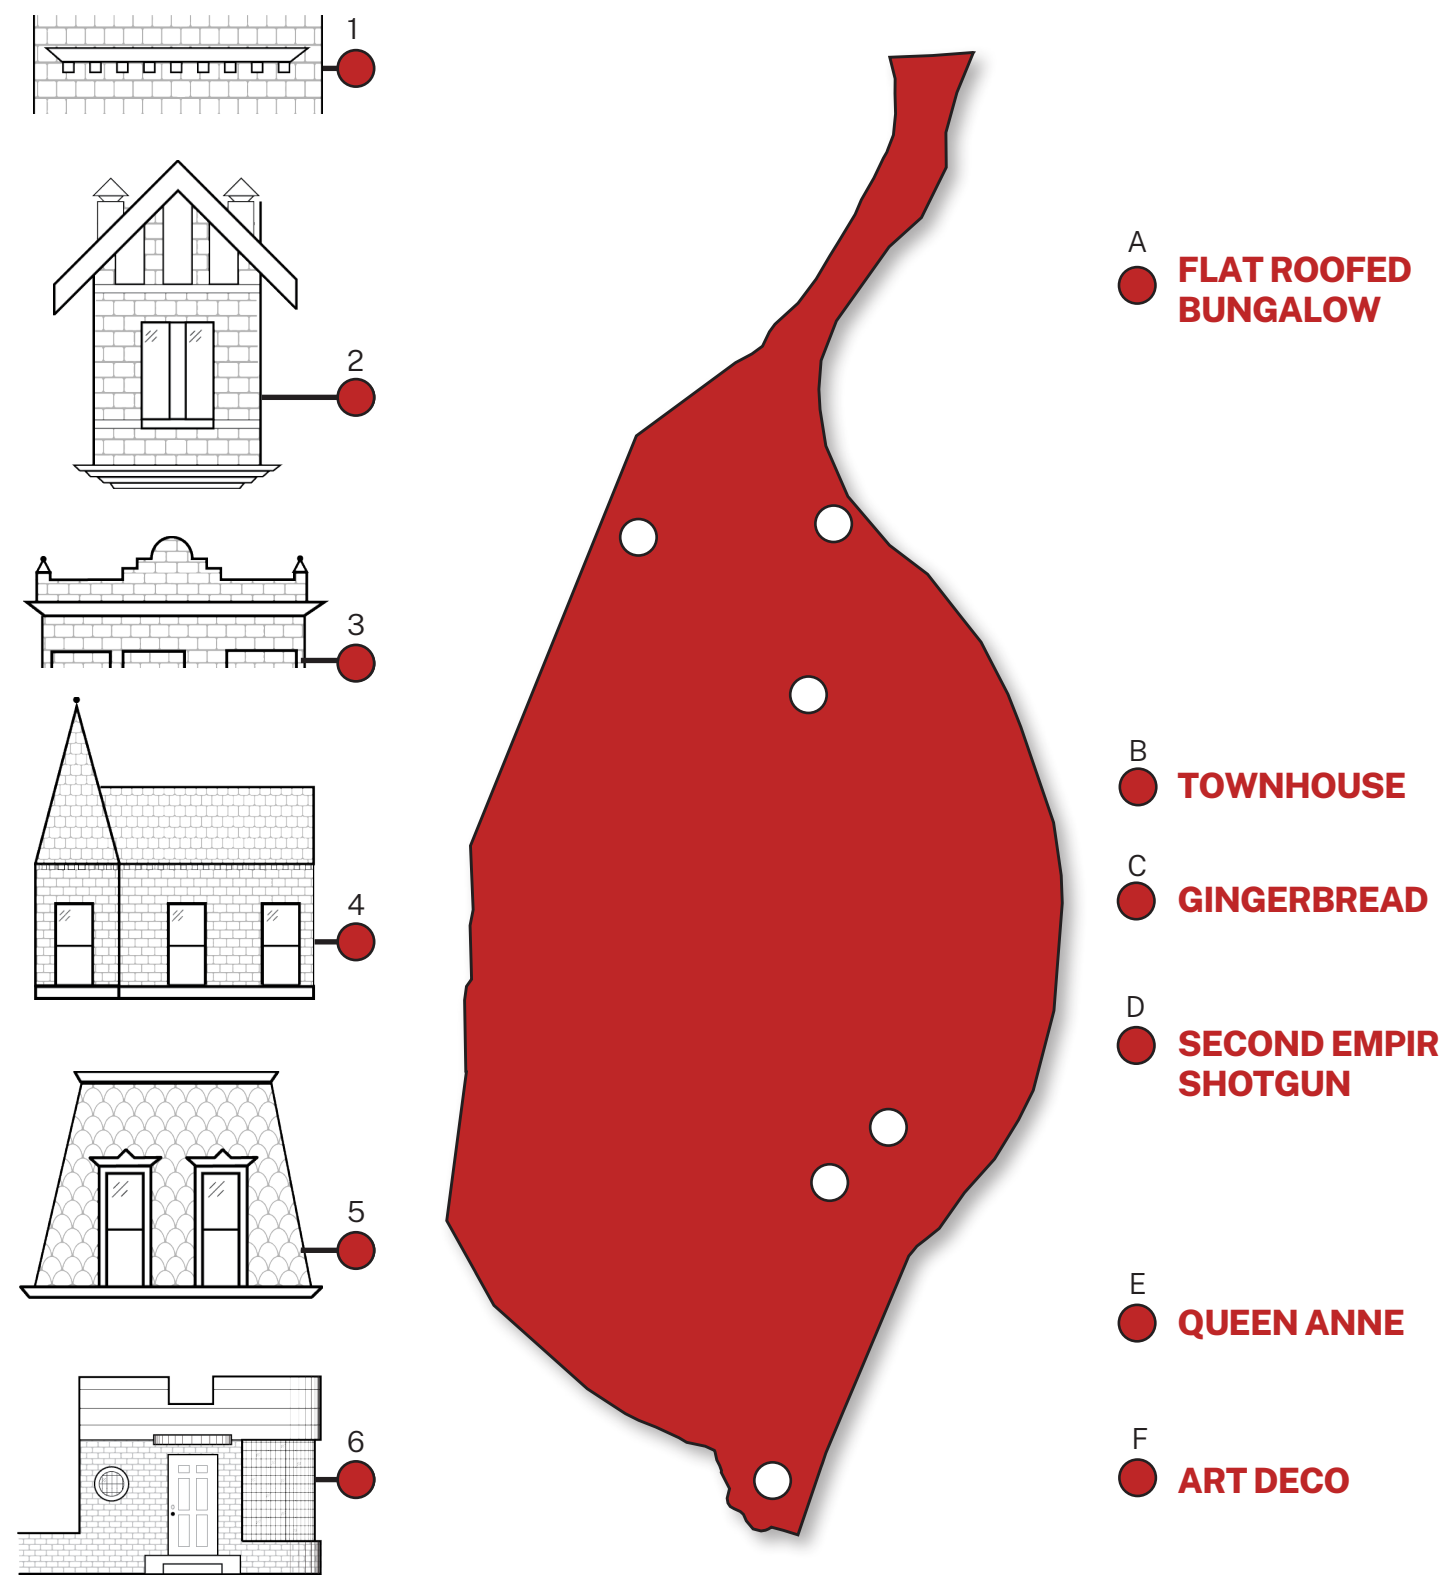 1
2
3
4
5
6
A
FLAT ROOFED
BUNGALOW
B
TOWNHOUSE
C
GINGERBREAD
D
SECOND EMPIR
SHOTGUN
E
QUEEN ANNE
F
ART DECO